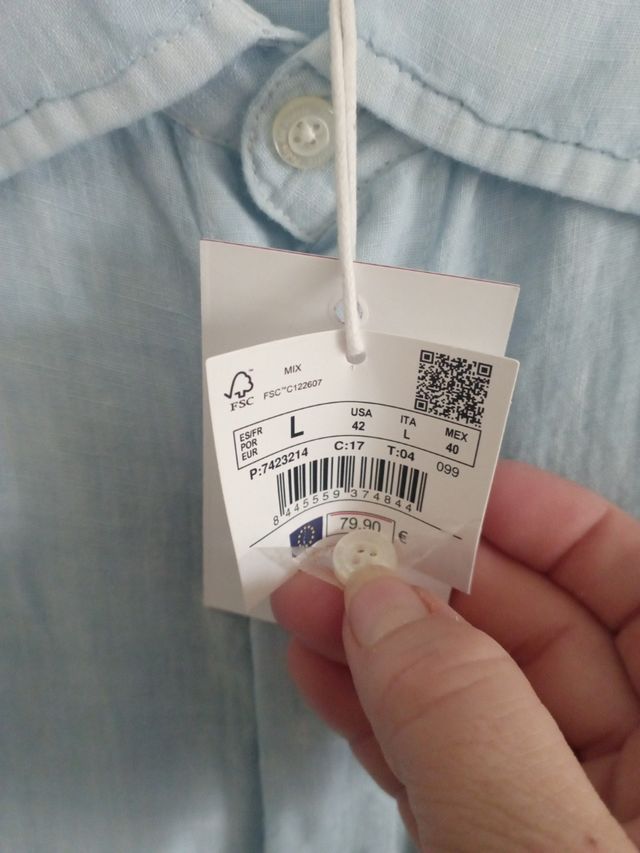 MIX
FSC™C122607
FSC™
ES/FR
POR
EUR
L
USA
42
ITA
L
MEX
40
P:7423214 C:17 T:04 099
8 445559 374844
79.90 €